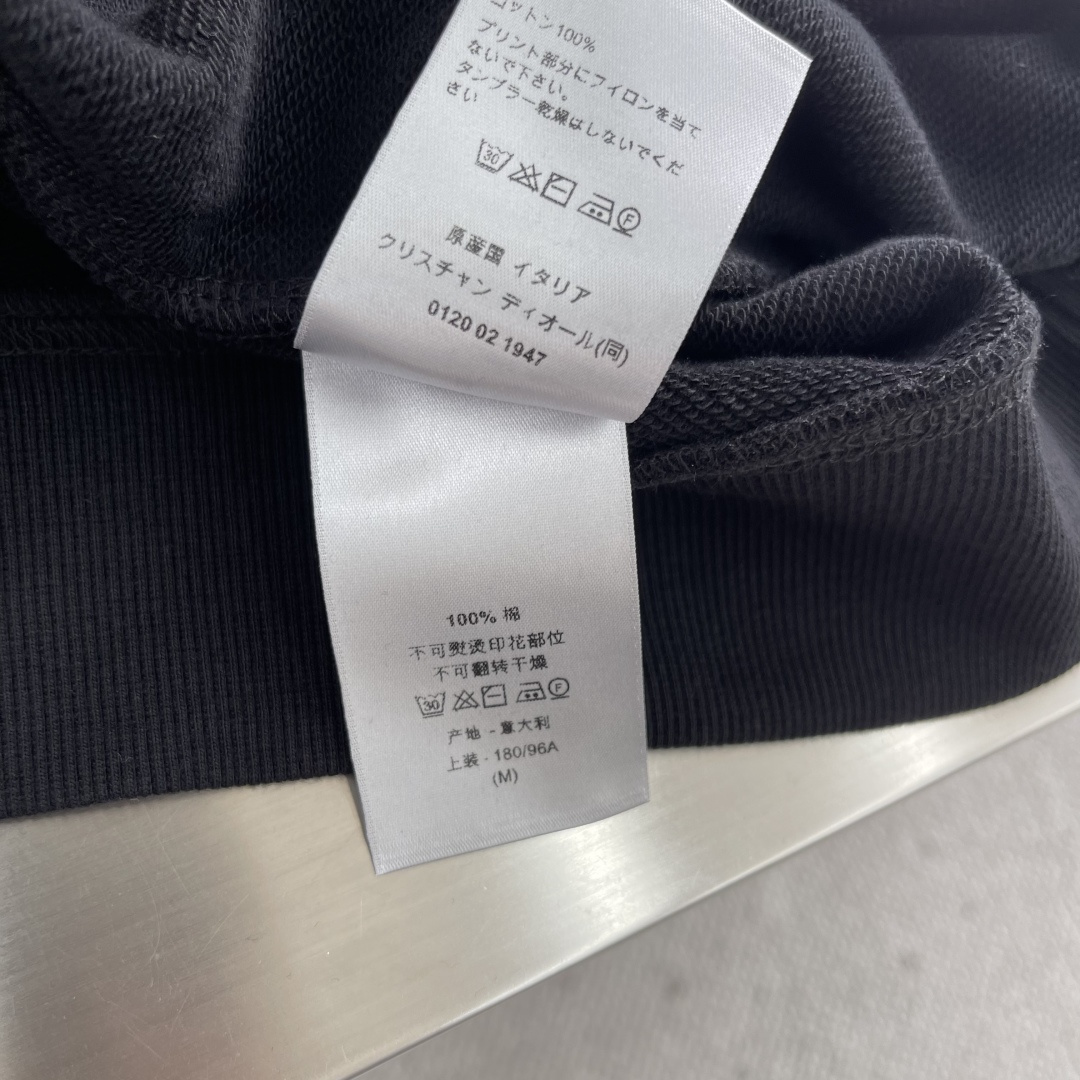 コットン100%
プリント部分にアイロンを当て
ないで下さい。
タンブラー乾燥はしないでくだ
さい
30 F
原産国 イタリア
クリスチャン ディオール(同)
0120 02 1947
100% 棉
不可熨烫印花部位
不可翻转干燥
30 F
产地 - 意大利
上装 - 180/96A
(M)